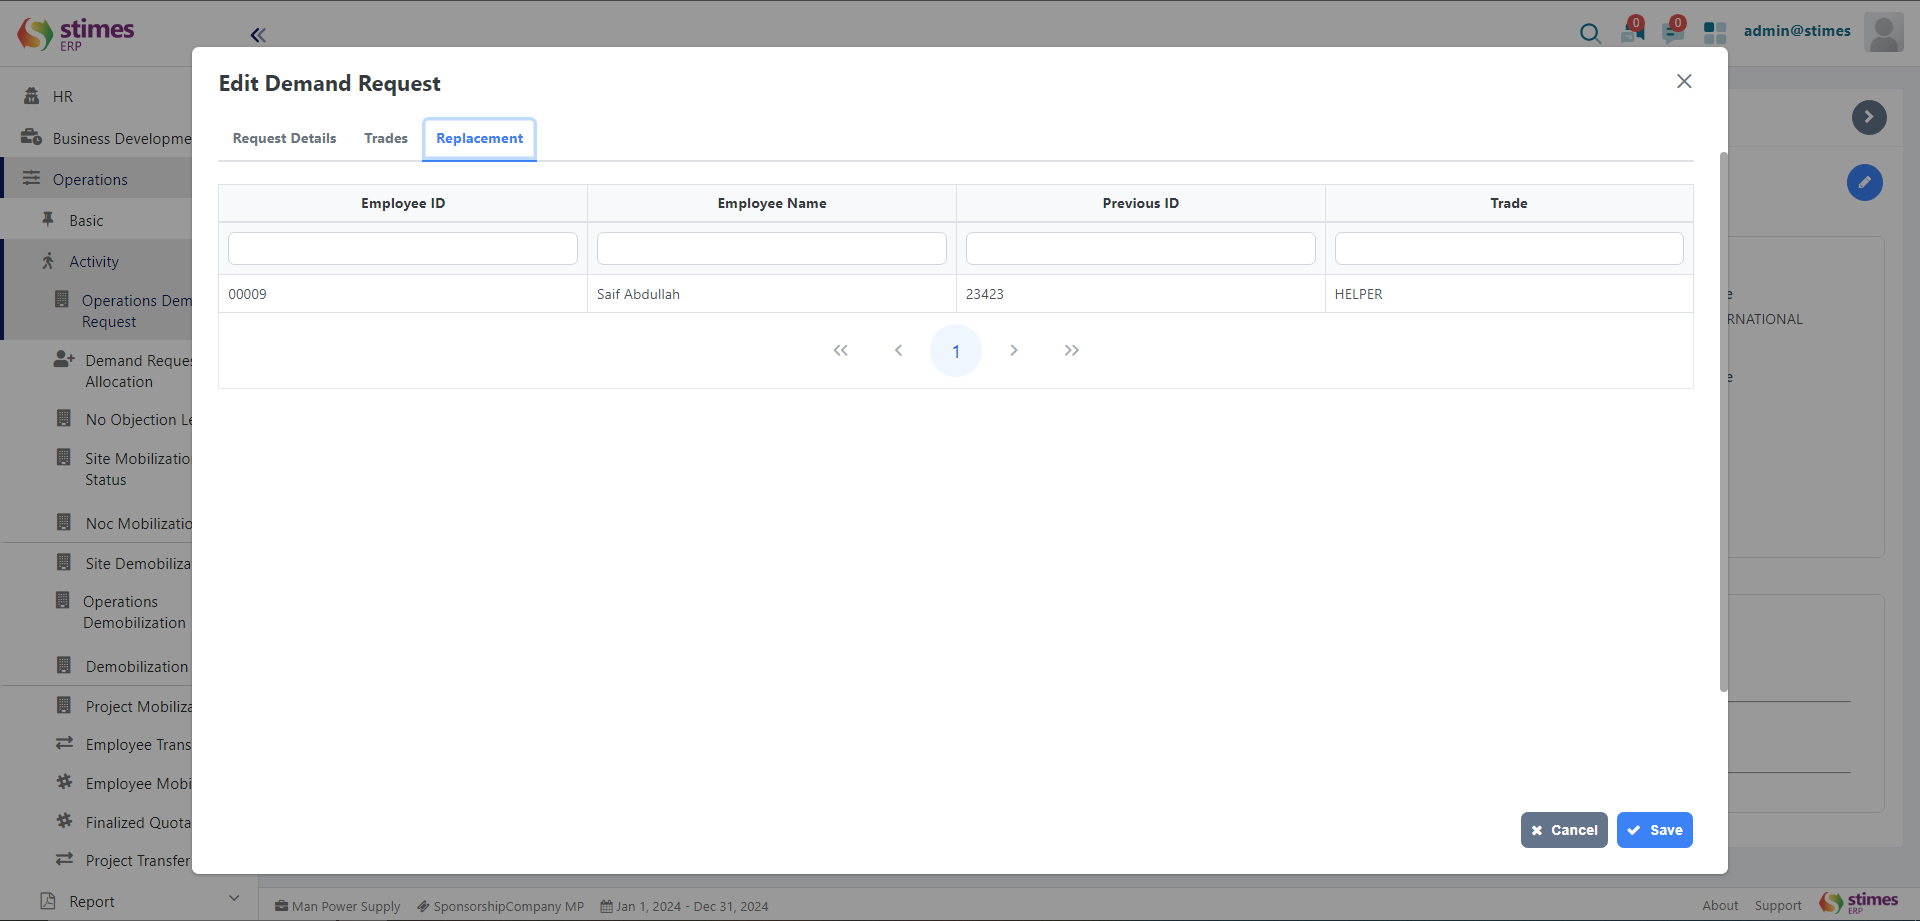 stimes
ERP
0
0
admin@stimes
Edit Demand Request
Request Details
Trades
Replacement
Employee ID
Employee Name
Previous ID
Trade
00009
Saif Abdullah
23423
HELPER
1
Cancel
Save
HR
Business Developme
Operations
Basic
Activity
Operations Dem
Request
Demand Reques
Allocation
No Objection Le
Site Mobilizatio
Status
Noc Mobilizatio
Site Demobiliza
Operations
Demobilization
Demobilization
Project Mobiliza
Employee Trans
Employee Mobi
Finalized Quota
Project Transfer
Report
e
RNATIONAL
e
Man Power Supply
SponsorshipCompany MP
Jan 1, 2024 - Dec 31, 2024
About
Support
stimes
ERP